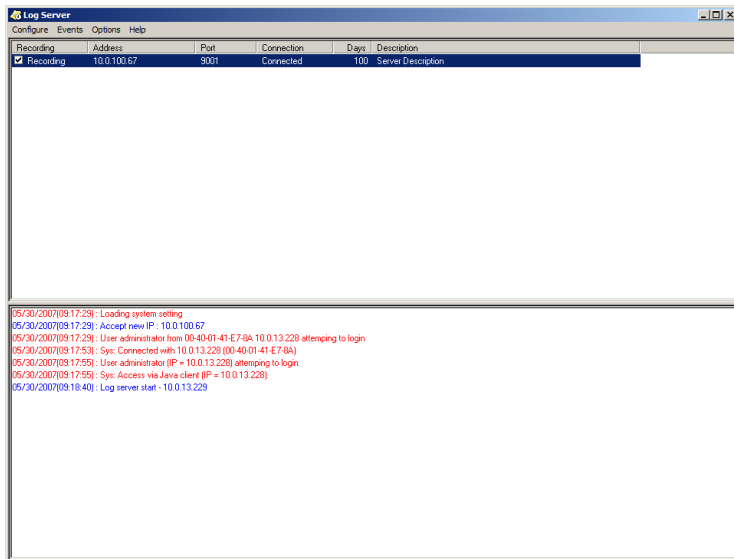 Log Server
Configure Events Options Help
Recording Address Port Connection Days Description
Recording 10.0.100.67 9001 Connected 100 Server Description
05/30/2007(09:17:29) : Loading system setting
05/30/2007(09:17:29) : Accept new IP : 10.0.100.67
05/30/2007(09:17:29) : User administrator from 00-40-01-41-E7-8A 10.0.13.228 attemping to login
05/30/2007(09:17:53) : Sys: Connected with 10.0.13.228 (00-40-01-41-E7-8A)
05/30/2007(09:17:55) : User administrator (IP = 10.0.13.228) attemping to login.
05/30/2007(09:17:55) : Sys: Access via Java client (IP = 10.0.13.228).
05/30/2007(09:18:40) : Log server start - 10.0.13.229